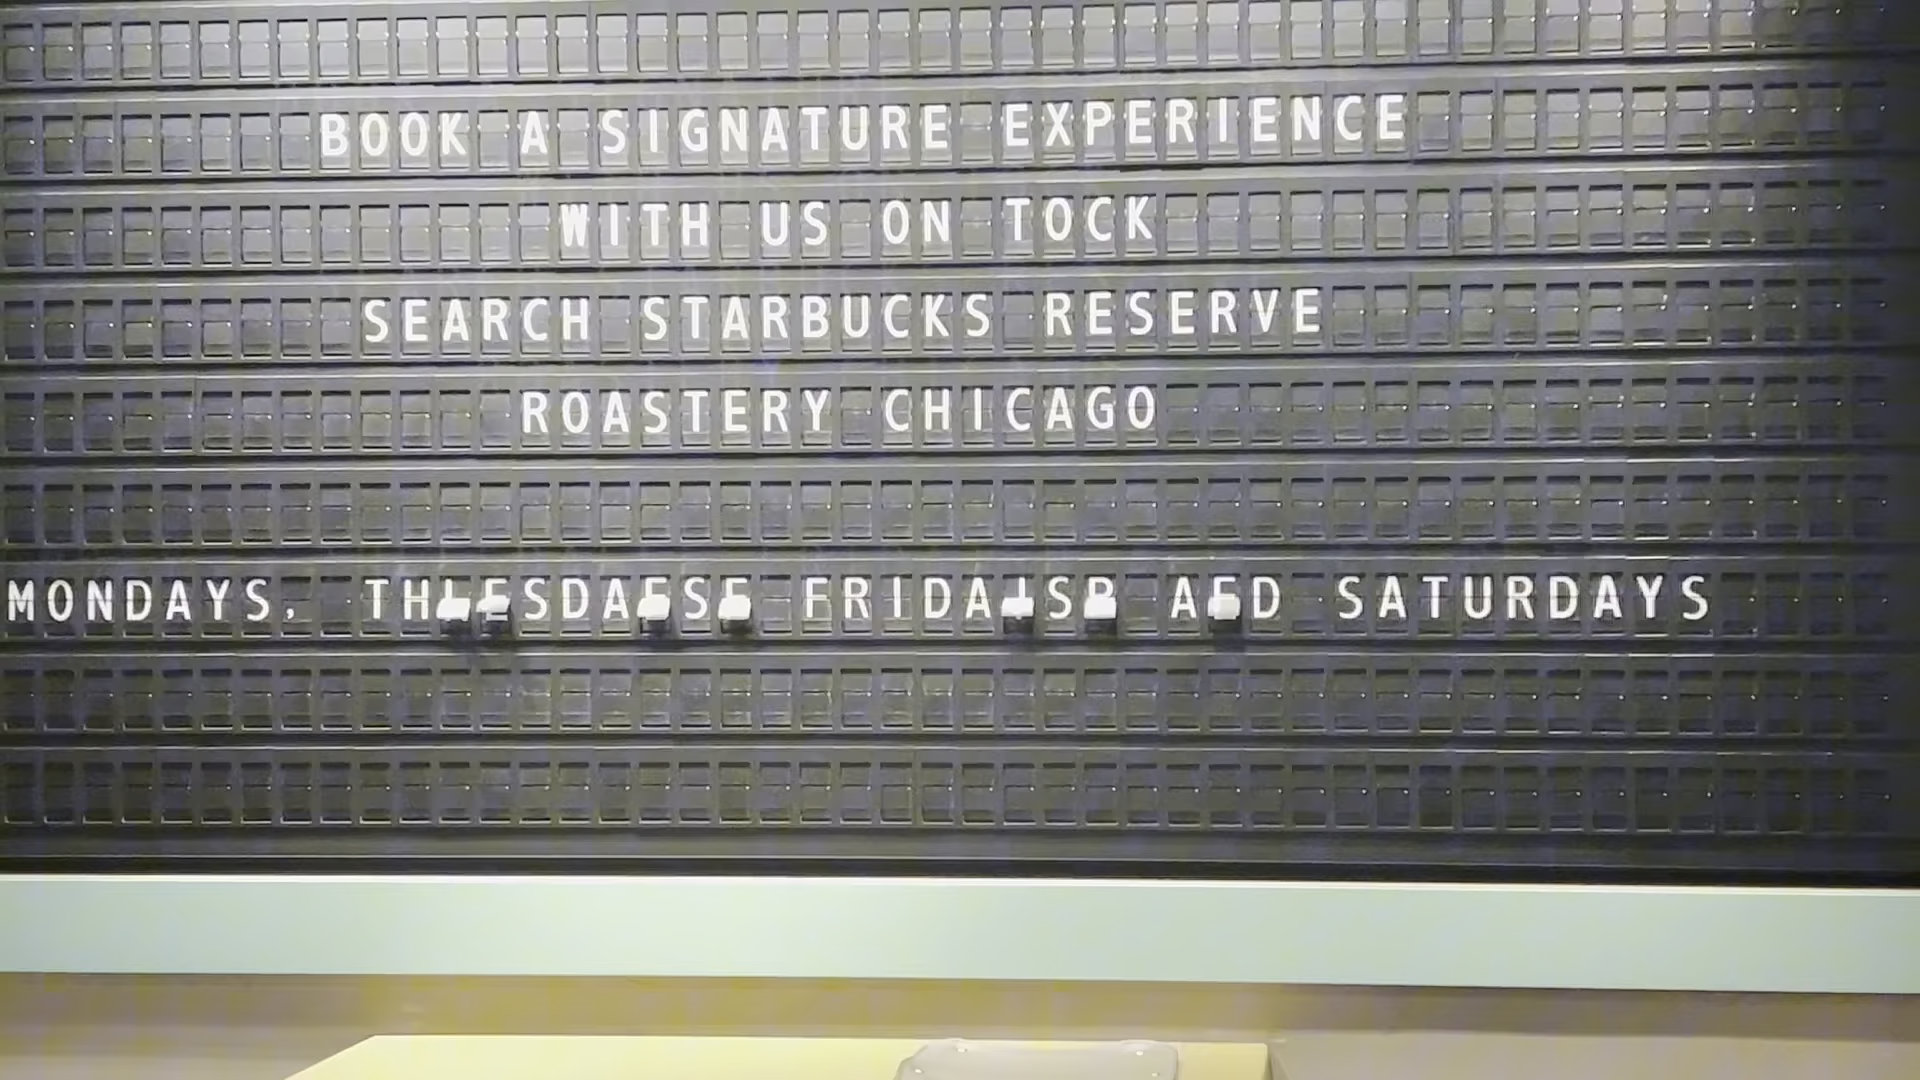 BOOK A SIGNATURE EXPERIENCE
WITH US ON TOCK
SEARCH STARBUCKS RESERVE
ROASTERY CHICAGO
MONDAYS, SATURDAYS